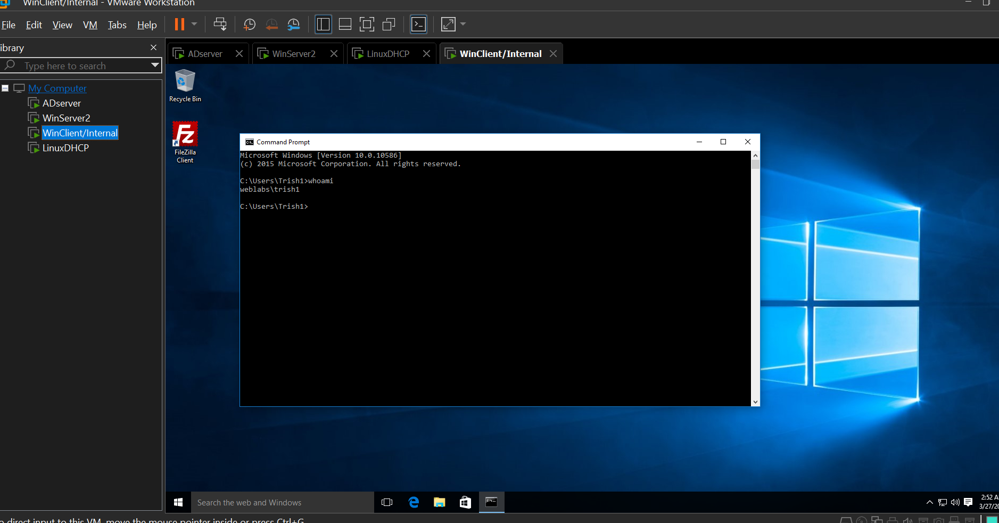 WinClient/Internal - VMware Workstation
File Edit View VM Tabs Help
ibrary
Type here to search
My Computer
ADserver
WinServer2
WinClient/Internal
LinuxDHCP
ADserver WinServer2 LinuxDHCP WinClient/Internal
Recycle Bin
Fz
FileZilla
Client
C:\. Command Prompt
Microsoft Windows [Version 10.0.10586]
(c) 2015 Microsoft Corporation. All rights reserved.
C:\Users\Trish1>whoami
weblabs\trish1
C:\Users\Trish1>
Search the web and Windows
2:52 A
3/27/20
o direct input to this VM, move the mouse pointer inside or press Ctrl+G.